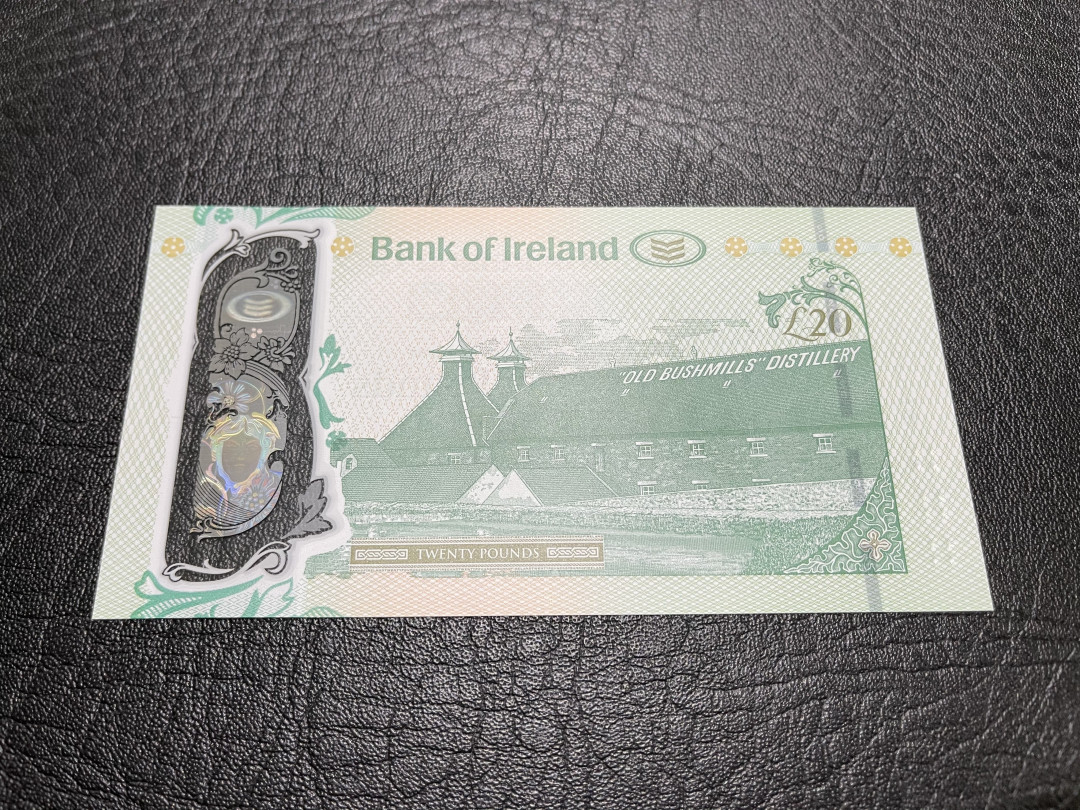 Bank of Ireland
£20
"OLD BUSHMILLS" DISTILLERY
TWENTY POUNDS